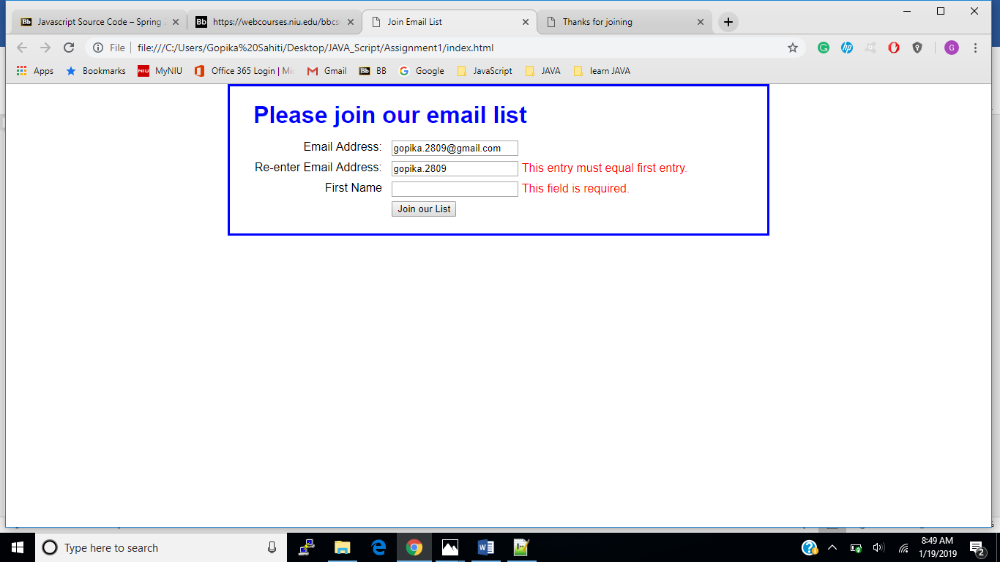 Javascript Source Code – Spring
https://webcourses.niu.edu/bbcs
Join Email List
Thanks for joining
File file:///C:/Users/Gopika%20Sahiti/Desktop/JAVA_Script/Assignment1/index.html
Apps Bookmarks MyNIU Office 365 Login | Mic Gmail BB Google JavaScript JAVA learn JAVA
Please join our email list
Email Address: gopika.2809@gmail.com
Re-enter Email Address: gopika.2809 This entry must equal first entry.
First Name This field is required.
Join our List
Type here to search
8:49 AM
1/19/2019
2